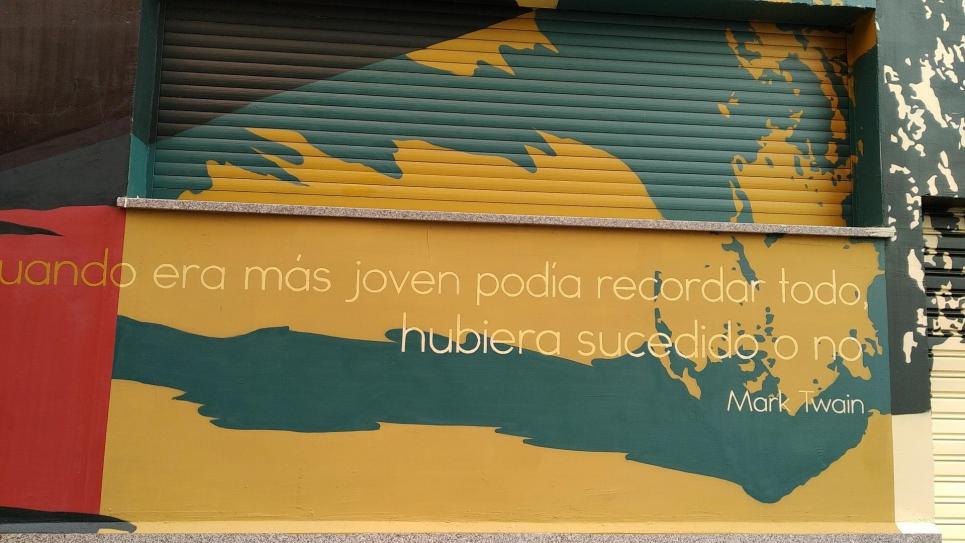 uando era más joven podía recordar todo,
hubiera sucedido o no
Mark Twain